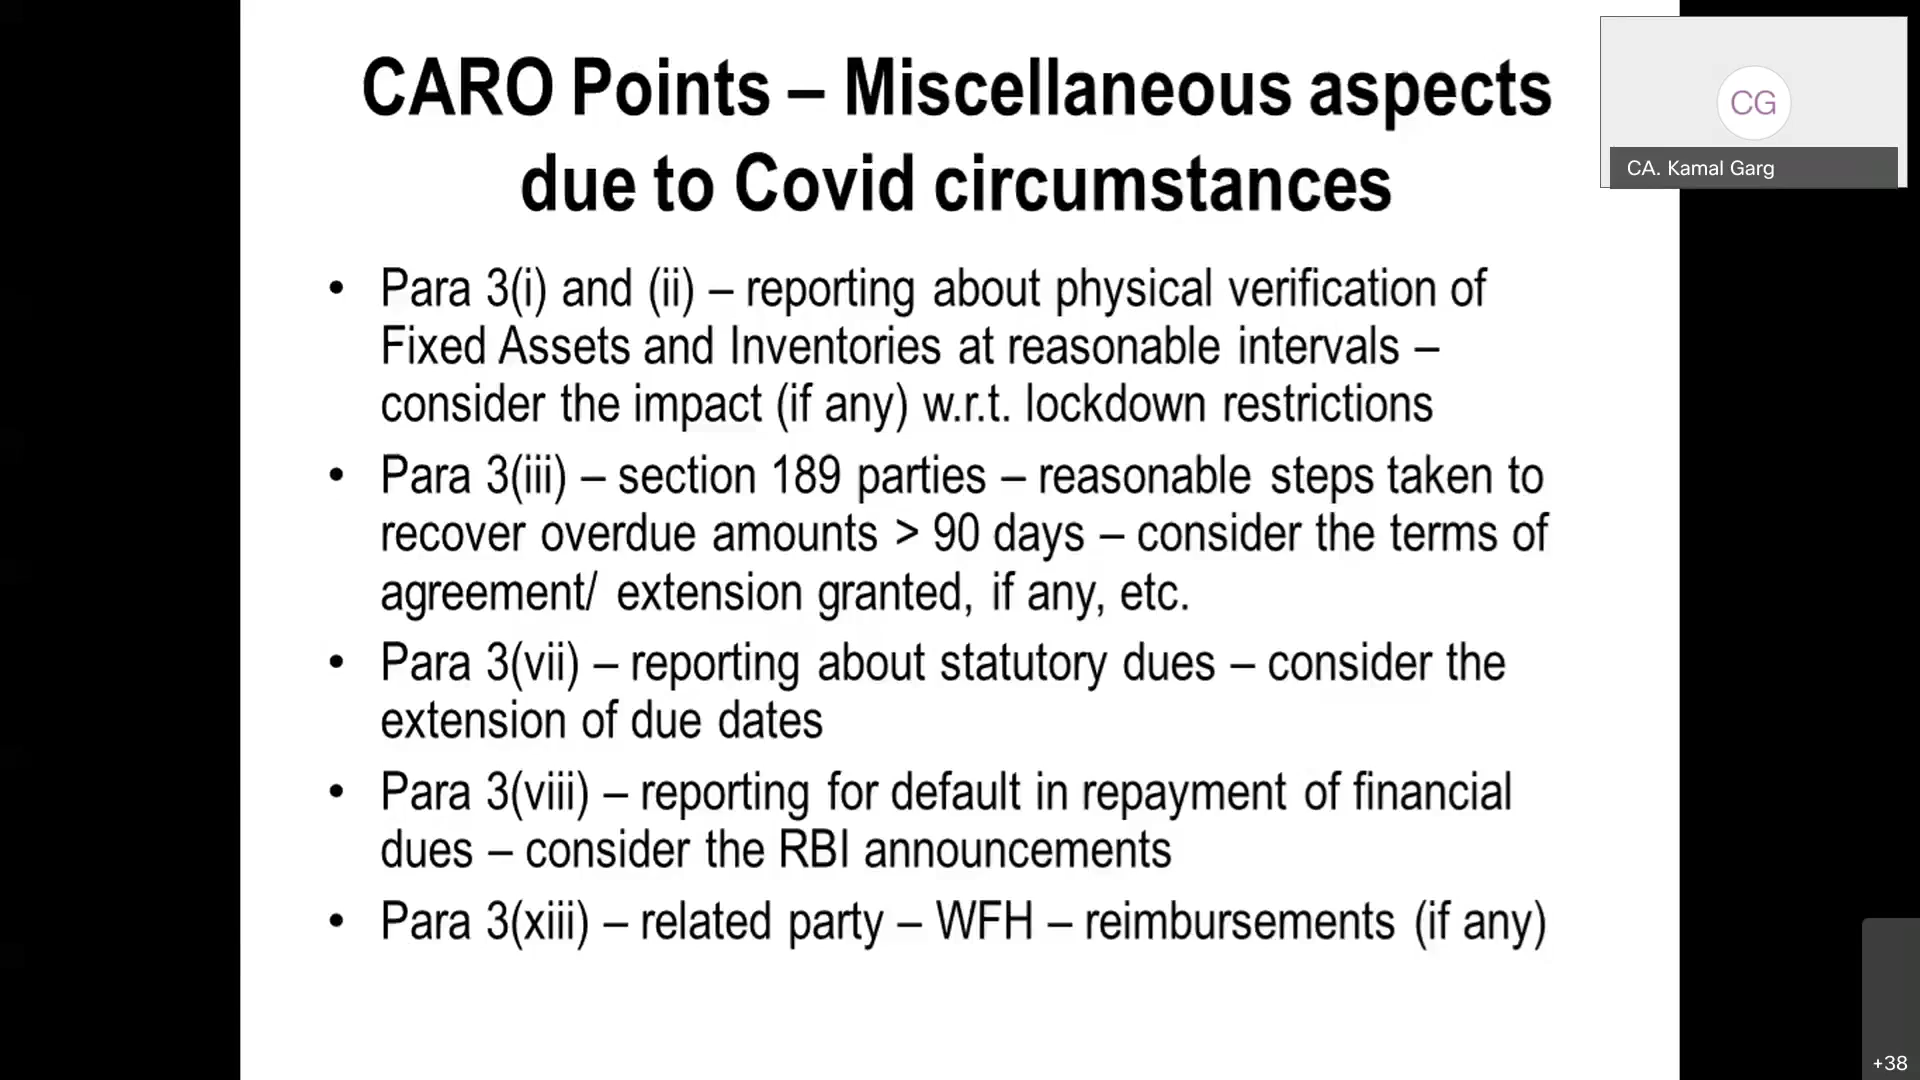 CARO Points – Miscellaneous aspects
due to Covid circumstances
CG
CA. Kamal Garg
• Para 3(i) and (ii) – reporting about physical verification of
Fixed Assets and Inventories at reasonable intervals –
consider the impact (if any) w.r.t. lockdown restrictions
• Para 3(iii) – section 189 parties – reasonable steps taken to
recover overdue amounts > 90 days – consider the terms of
agreement/ extension granted, if any, etc.
• Para 3(vii) – reporting about statutory dues – consider the
extension of due dates
• Para 3(viii) – reporting for default in repayment of financial
dues – consider the RBI announcements
• Para 3(xiii) – related party – WFH – reimbursements (if any)
+38